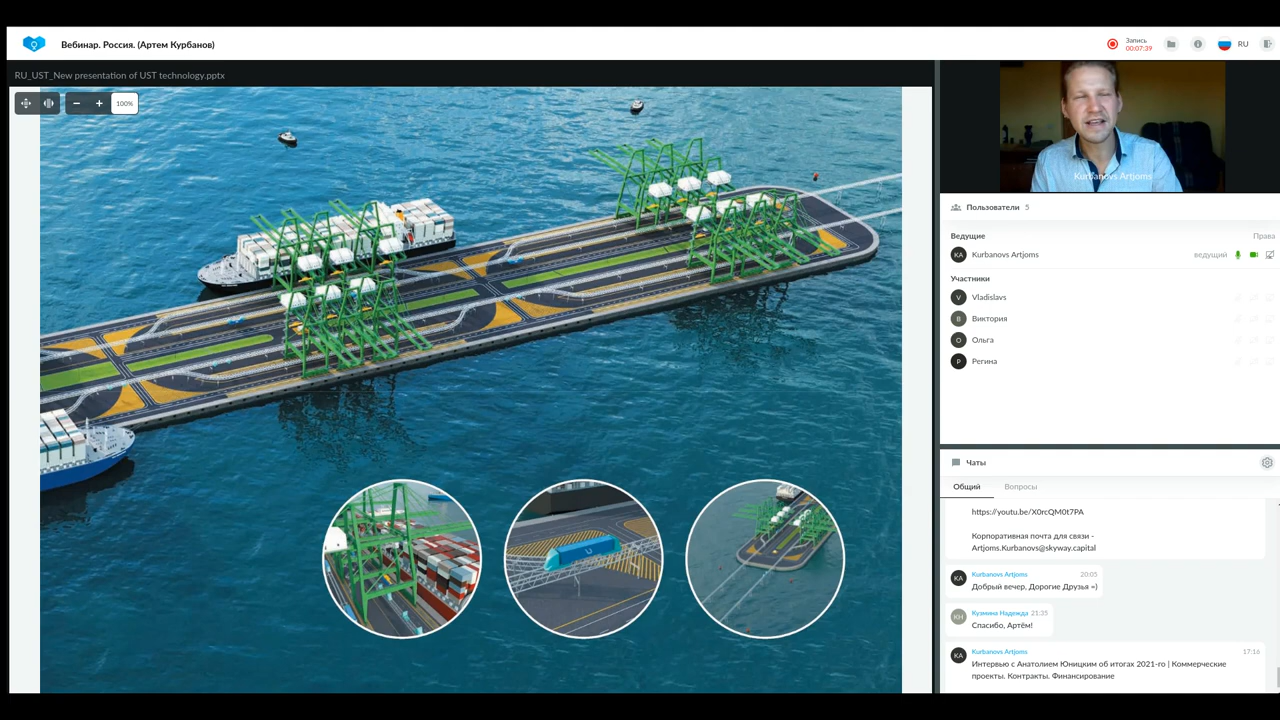 Вебинар. Россия. (Артем Курбанов)
Запись
00:07:39
RU
RU_UST_New presentation of UST technology.pptx
100%
Kurbanovs Artjoms
Пользователи 5
Ведущие Права
KA Kurbanovs Artjoms ведущий
Участники
V Vladislavs
В Виктория
О Ольга
Р Регина
Чаты
Общий Вопросы
https://youtu.be/X0rcQM0t7PA
Корпоративная почта для связи -
Artjoms.Kurbanovs@skyway.capital
KA Kurbanovs Artjoms 20:05
Добрый вечер, Дорогие Друзья =)
КН Кузмина Надежда 21:35
Спасибо, Артём!
KA Kurbanovs Artjoms 17:16
Интервью с Анатолием Юницким об итогах 2021-го | Коммерческие
проекты. Контракты. Финансирование